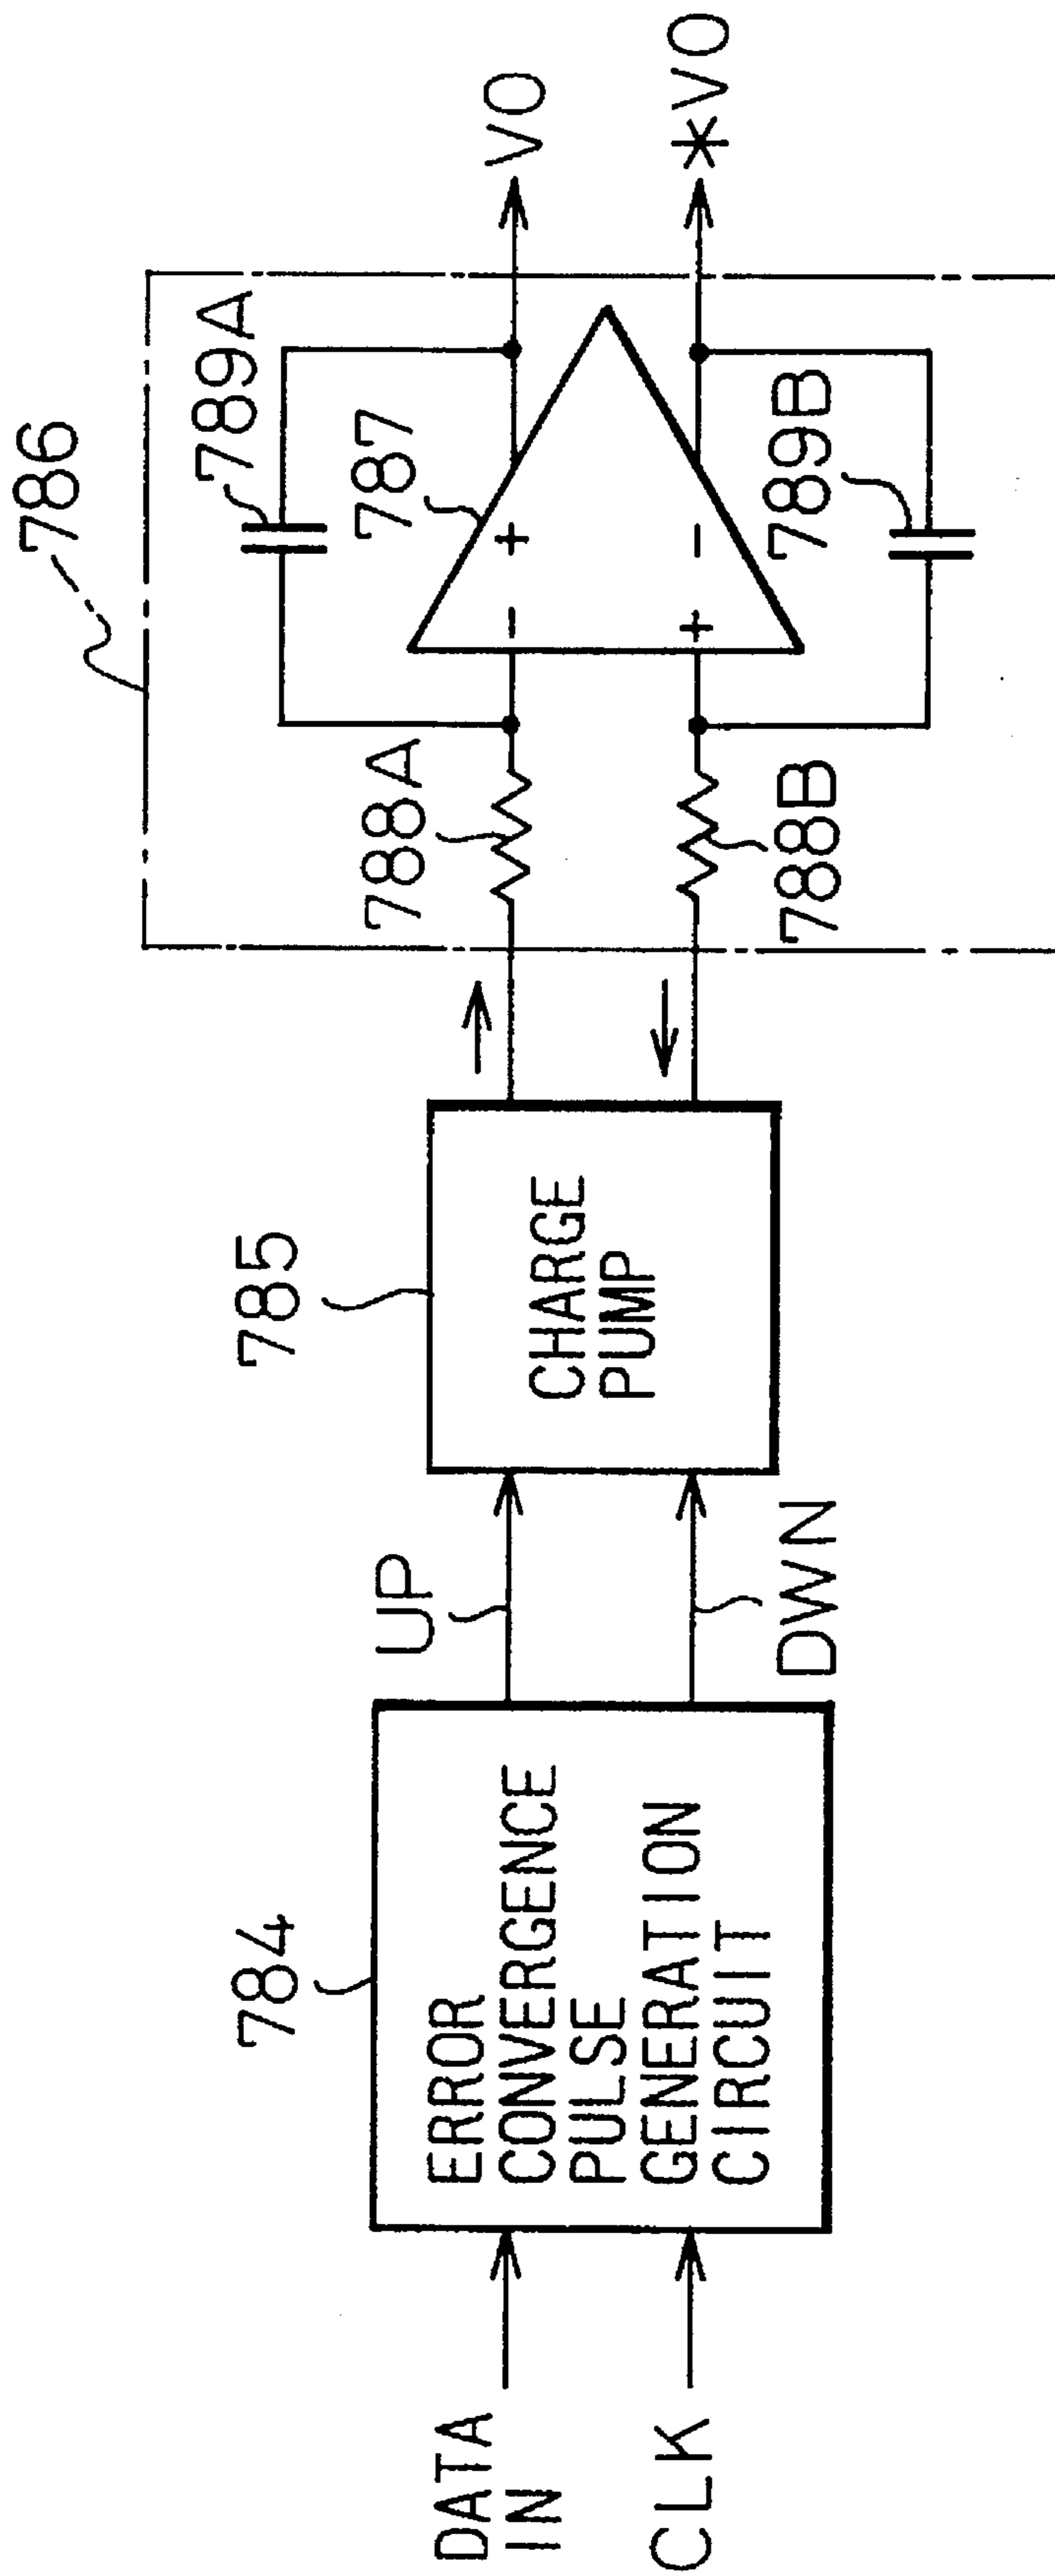 DATA
IN
CLK
784
ERROR
CONVERGENCE
PULSE
GENERATION
CIRCUIT
UP
DWN
785
CHARGE
PUMP
786
788A
788B
789A
787
- +
+ -
789B
VO
*VO